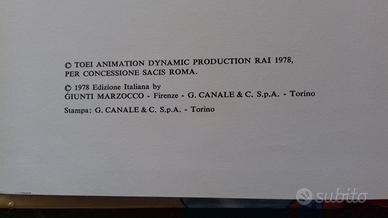 © TOEI ANIMATION DYNAMIC PRODUCTION RAI 1978,
PER CONCESSIONE SACIS ROMA.
© 1978 Edizione Italiana by
GIUNTI MARZOCCO - Firenze - G. CANALE & C. S.p.A. - Torino
Stampa: G. CANALE & C. S.p.A. - Torino
subito